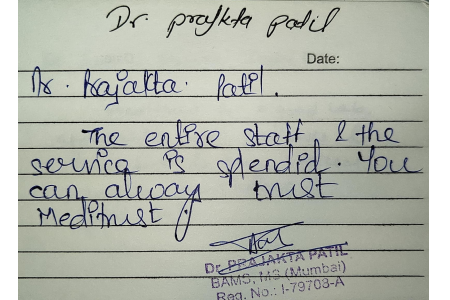 Dr. prajkta patil
Date:
Dr. Prajakta. Patil.
The entire staff & the
service is splendid. You
can alway trust
Meditrust.
Dr. PRAJAKTA PATIL
BAMS, MS (Mumbai)
Reg. No.: I-79703-A